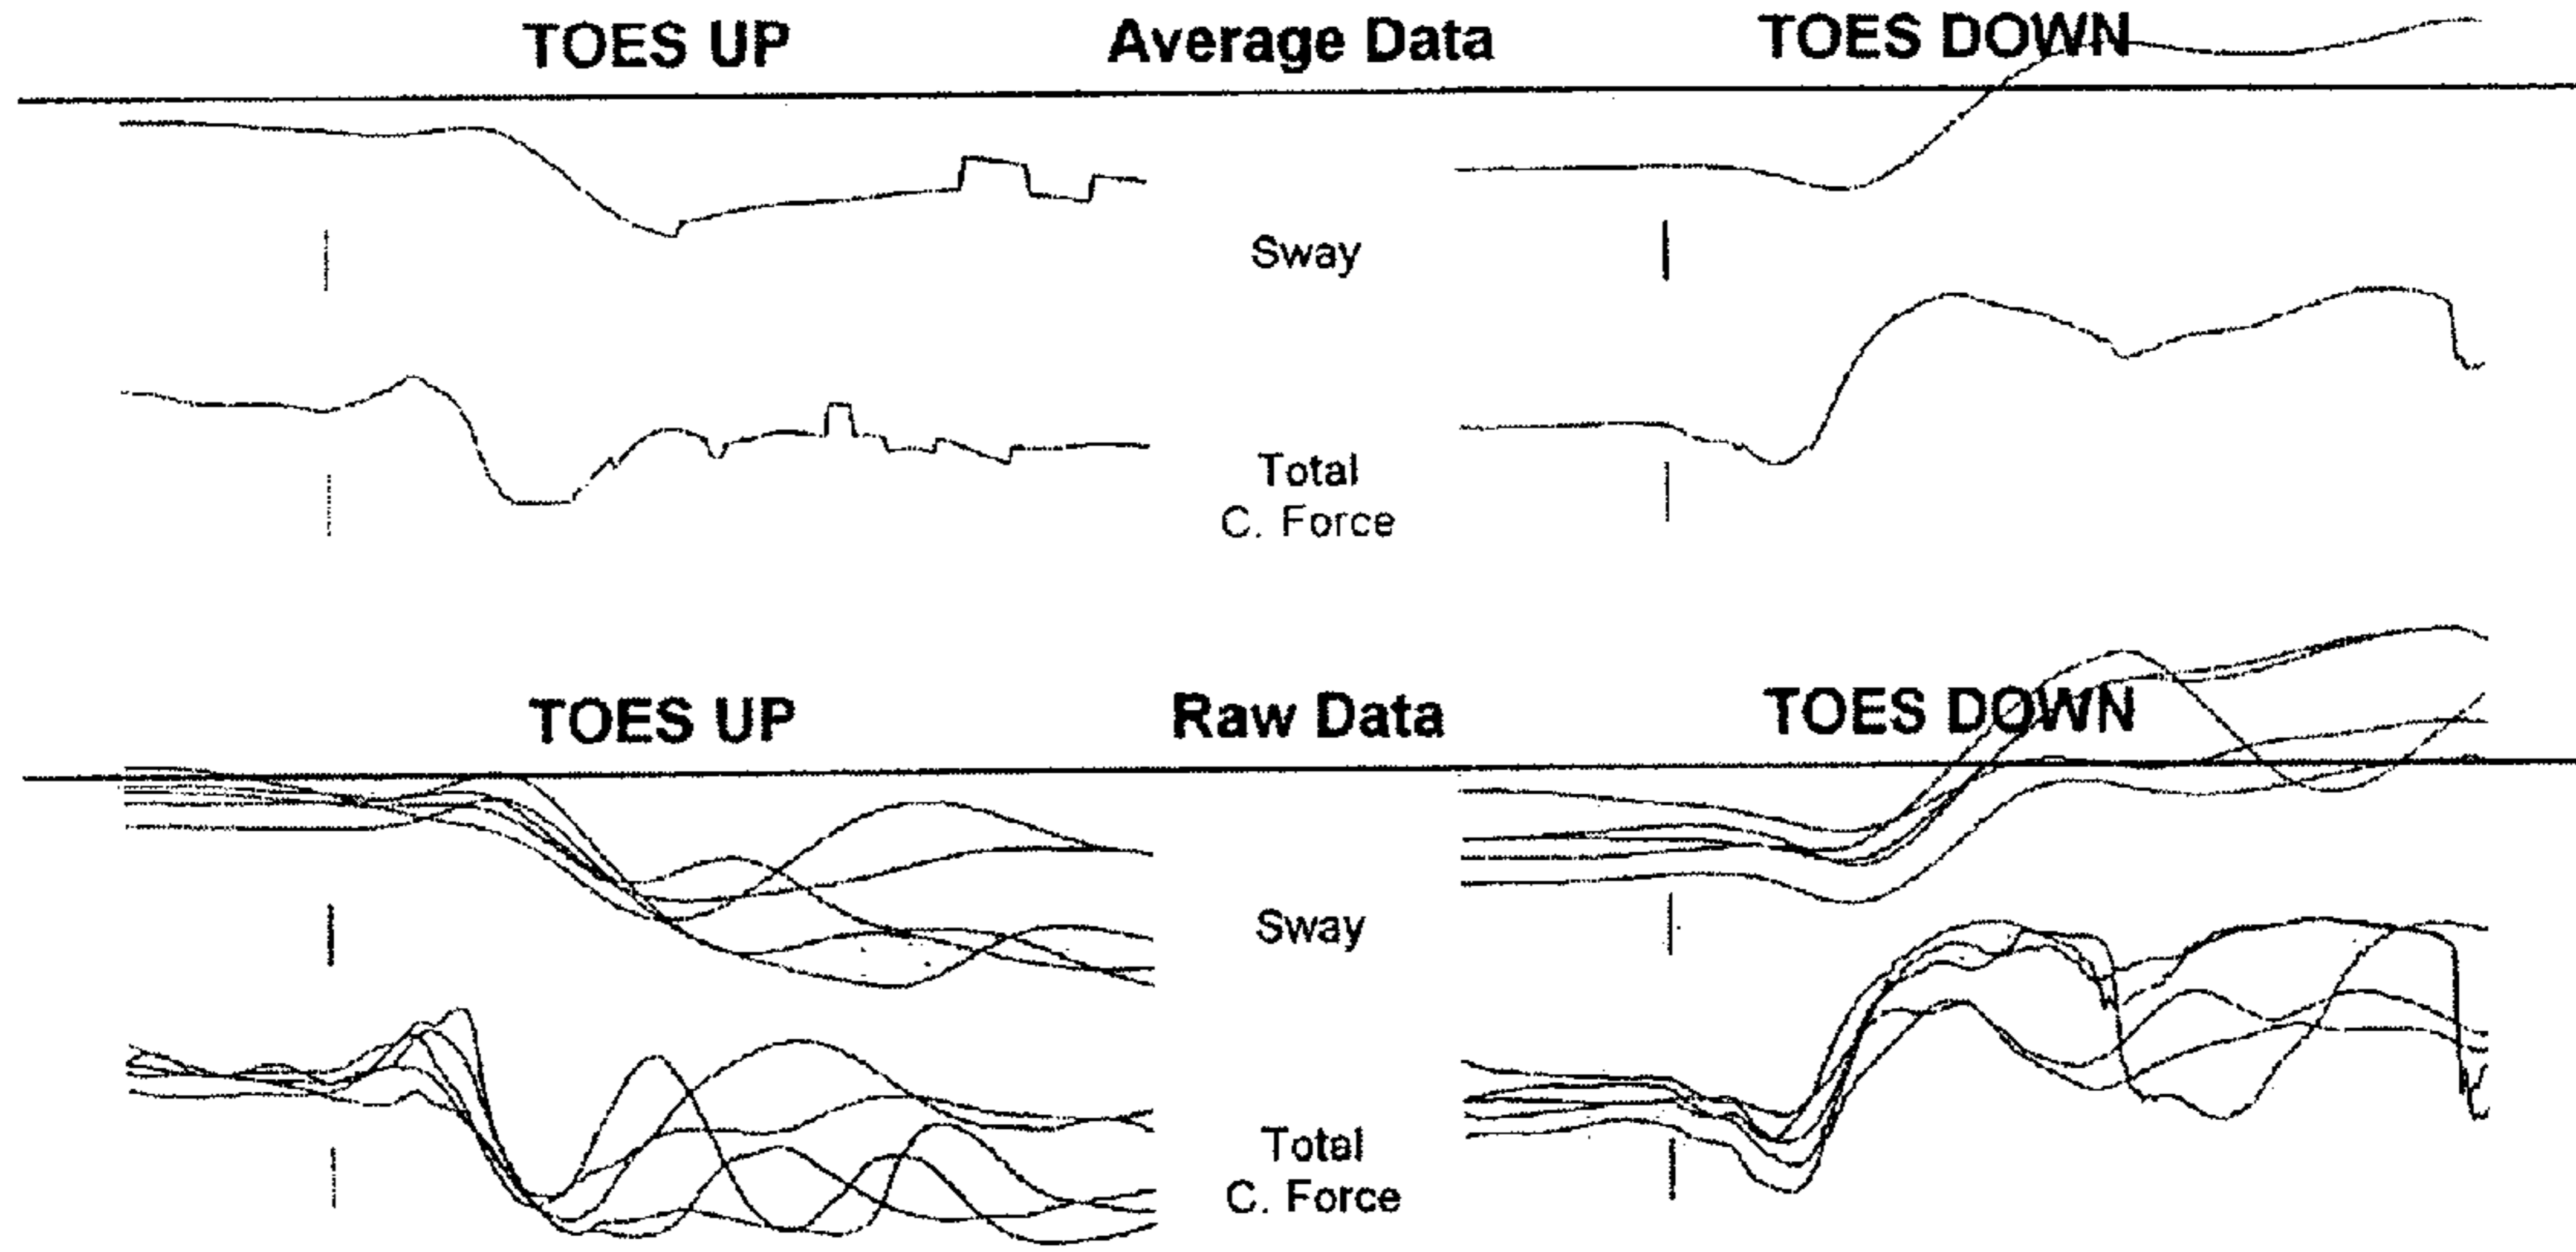 TOES UP Average Data TOES DOWN
Sway
Total
C. Force
TOES UP Raw Data TOES DOWN
Sway
Total
C. Force